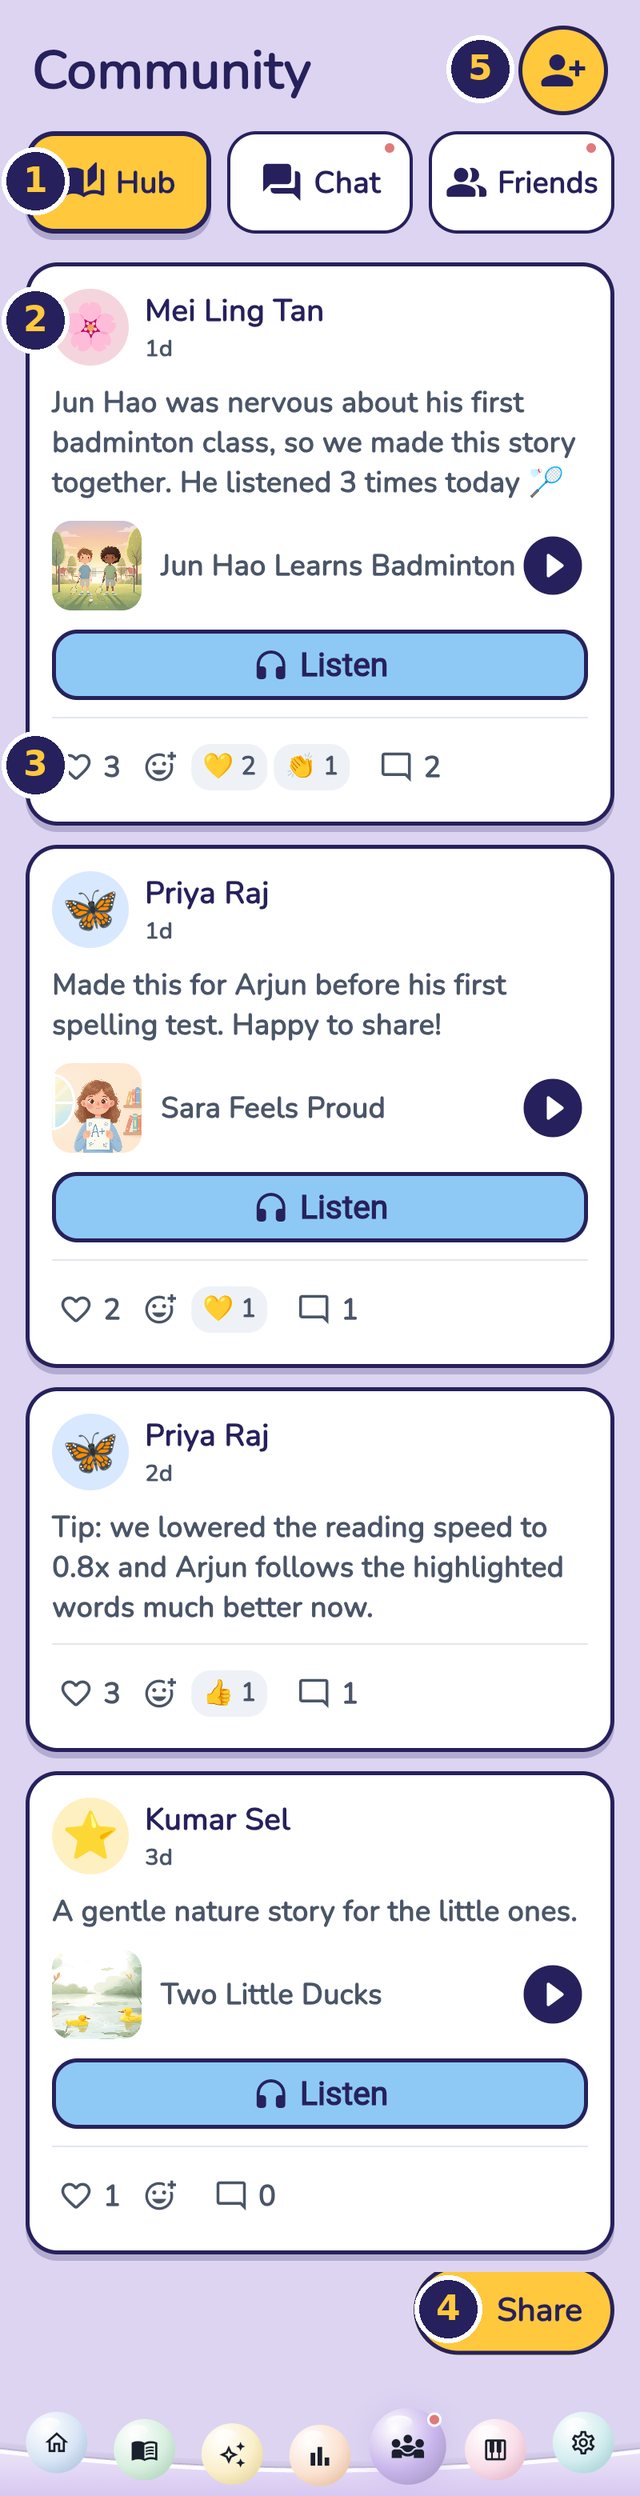 Community
5
1
Hub
Chat
Friends
2
Mei Ling Tan
1d
Jun Hao was nervous about his first
badminton class, so we made this story
together. He listened 3 times today 🏸
Jun Hao Learns Badminton
Listen
3
3
💛 2
👏 1
2
Priya Raj
1d
Made this for Arjun before his first
spelling test. Happy to share!
A+
Sara Feels Proud
Listen
2
💛 1
1
Priya Raj
2d
Tip: we lowered the reading speed to
0.8x and Arjun follows the highlighted
words much better now.
3
👍 1
1
Kumar Sel
3d
A gentle nature story for the little ones.
Two Little Ducks
Listen
1
0
4
Share